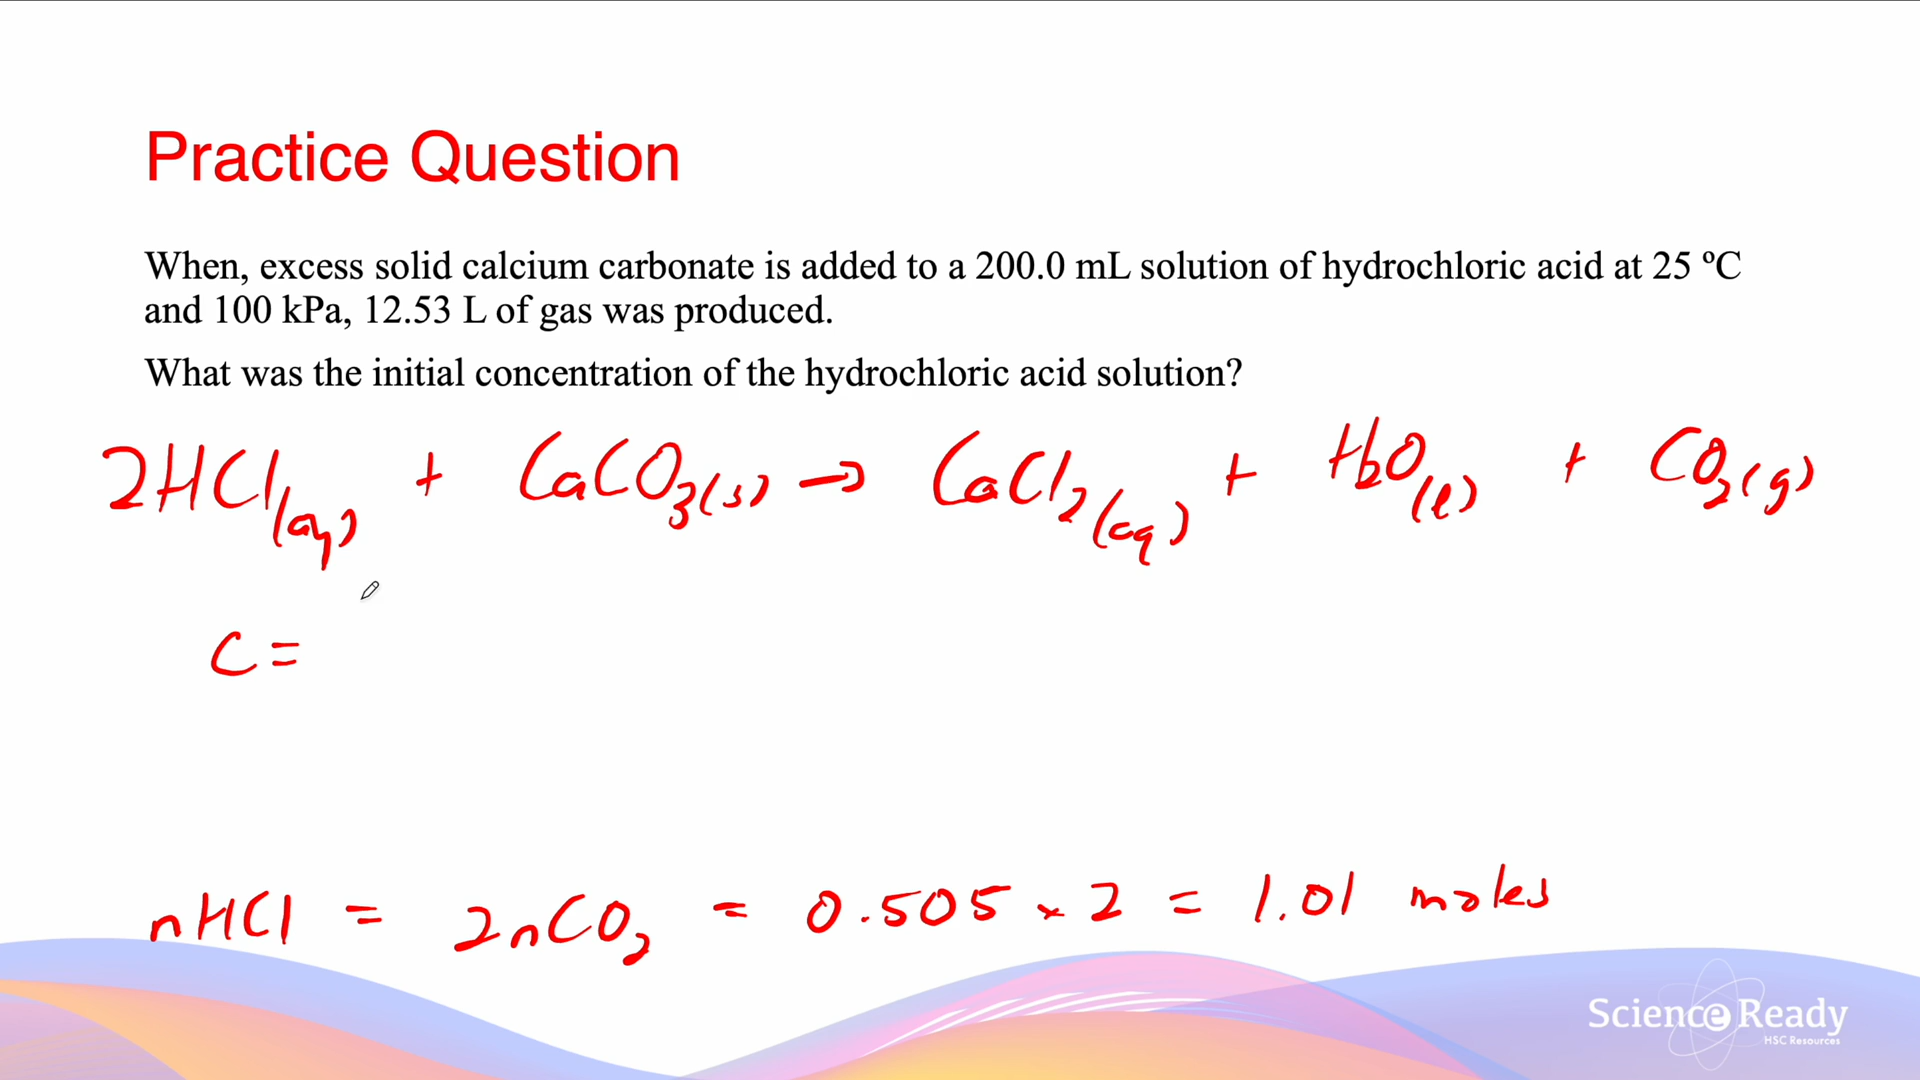 Practice Question
When, excess solid calcium carbonate is added to a 200.0 mL solution of hydrochloric acid at 25 ºC
and 100 kPa, 12.53 L of gas was produced.
What was the initial concentration of the hydrochloric acid solution?
2HCl(aq) + CaCO3(s) → CaCl2(aq) + H2O(l) + CO2(g)
C =
nHCl = 2nCO2 = 0.505 × 2 = 1.01 moles
Science Ready
HSC Resources